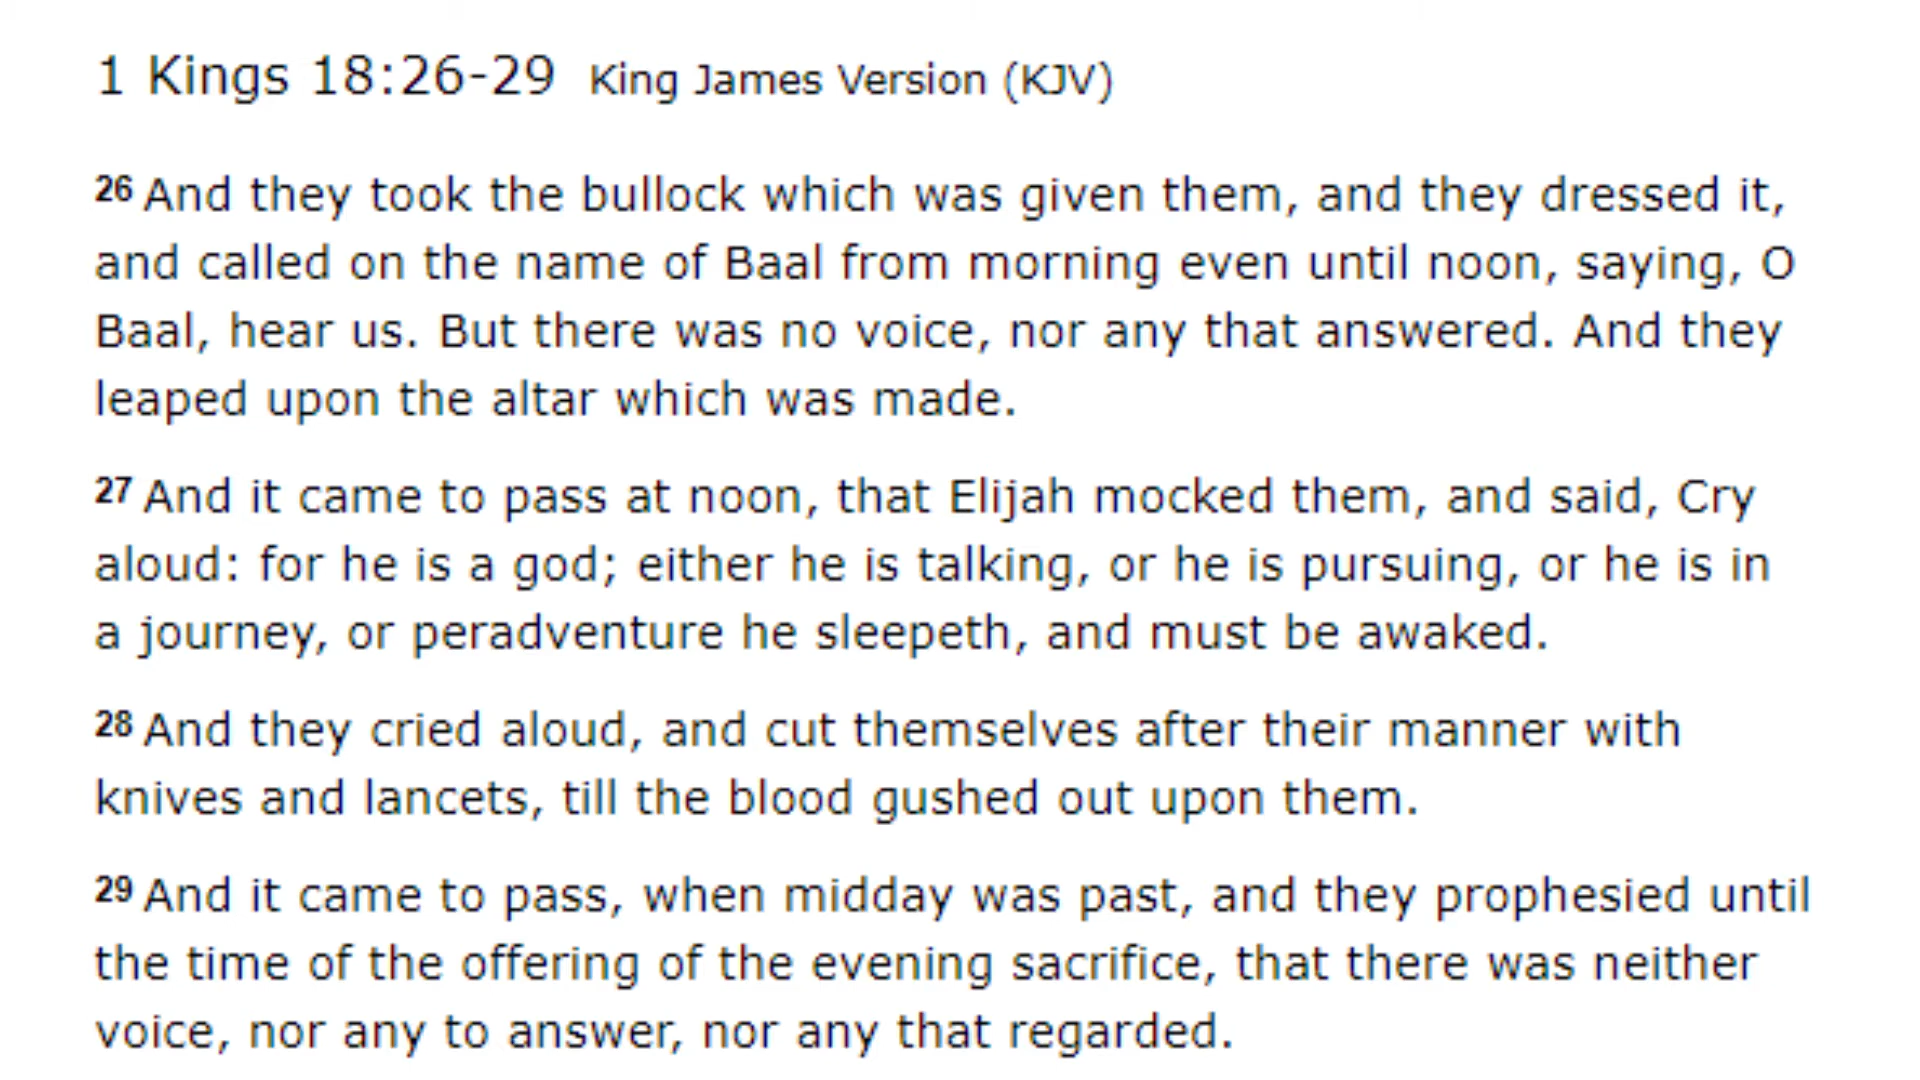 1 Kings 18:26-29 King James Version (KJV)
26 And they took the bullock which was given them, and they dressed it,
and called on the name of Baal from morning even until noon, saying, O
Baal, hear us. But there was no voice, nor any that answered. And they
leaped upon the altar which was made.
27 And it came to pass at noon, that Elijah mocked them, and said, Cry
aloud: for he is a god; either he is talking, or he is pursuing, or he is in
a journey, or peradventure he sleepeth, and must be awaked.
28 And they cried aloud, and cut themselves after their manner with
knives and lancets, till the blood gushed out upon them.
29 And it came to pass, when midday was past, and they prophesied until
the time of the offering of the evening sacrifice, that there was neither
voice, nor any to answer, nor any that regarded.